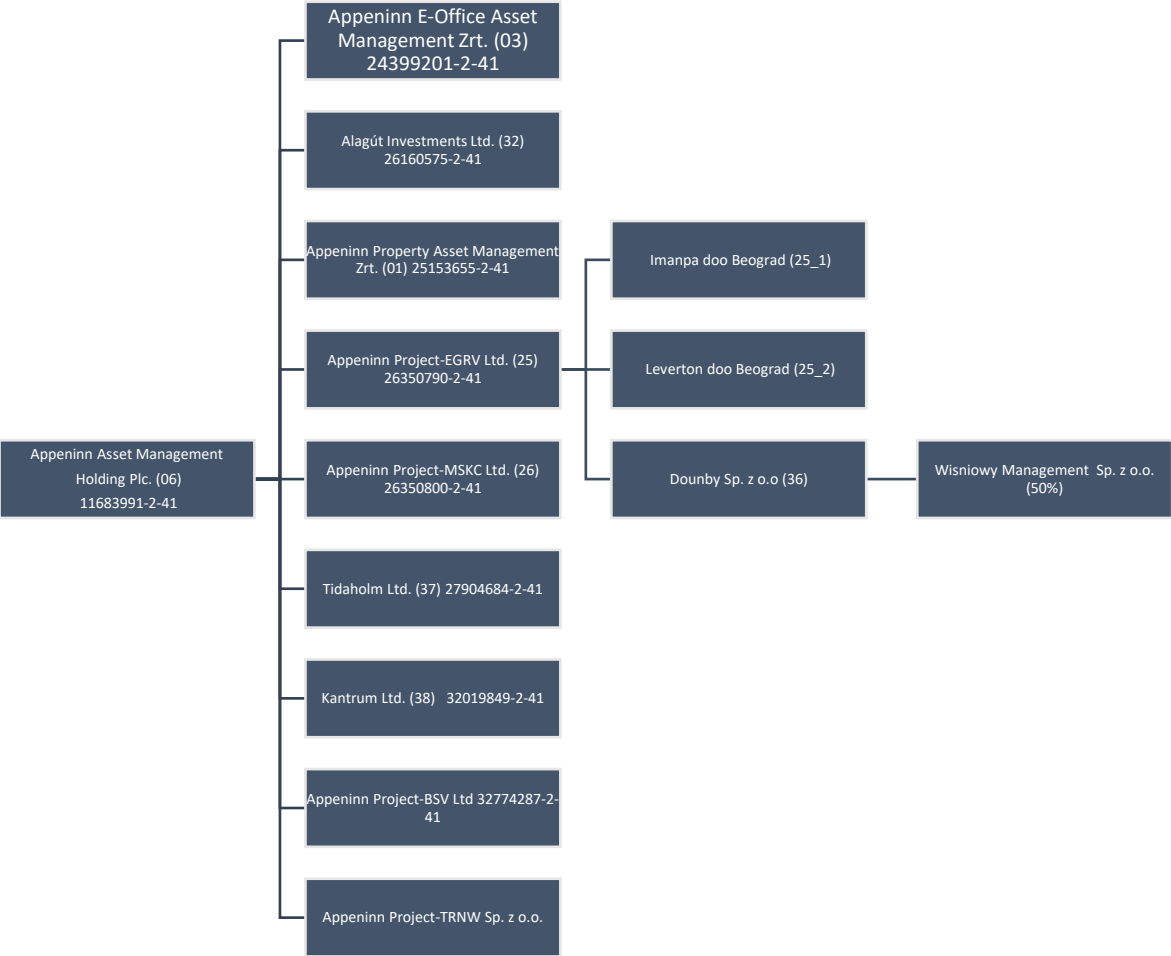 Appeninn E-Office Asset
Management Zrt. (03)
24399201-2-41
Alagút Investments Ltd. (32)
26160575-2-41
Appeninn Property Asset Management
Zrt. (01) 25153655-2-41
Imanpa doo Beograd (25_1)
Appeninn Project-EGRV Ltd. (25)
26350790-2-41
Leverton doo Beograd (25_2)
Appeninn Asset Management
Holding Plc. (06)
11683991-2-41
Appeninn Project-MSKC Ltd. (26)
26350800-2-41
Dounby Sp. z o.o (36)
Wisniowy Management  Sp. z o.o.
(50%)
Tidaholm Ltd. (37) 27904684-2-41
Kantrum Ltd. (38)   32019849-2-41
Appeninn Project-BSV Ltd 32774287-2-
41
Appeninn Project-TRNW Sp. z o.o.